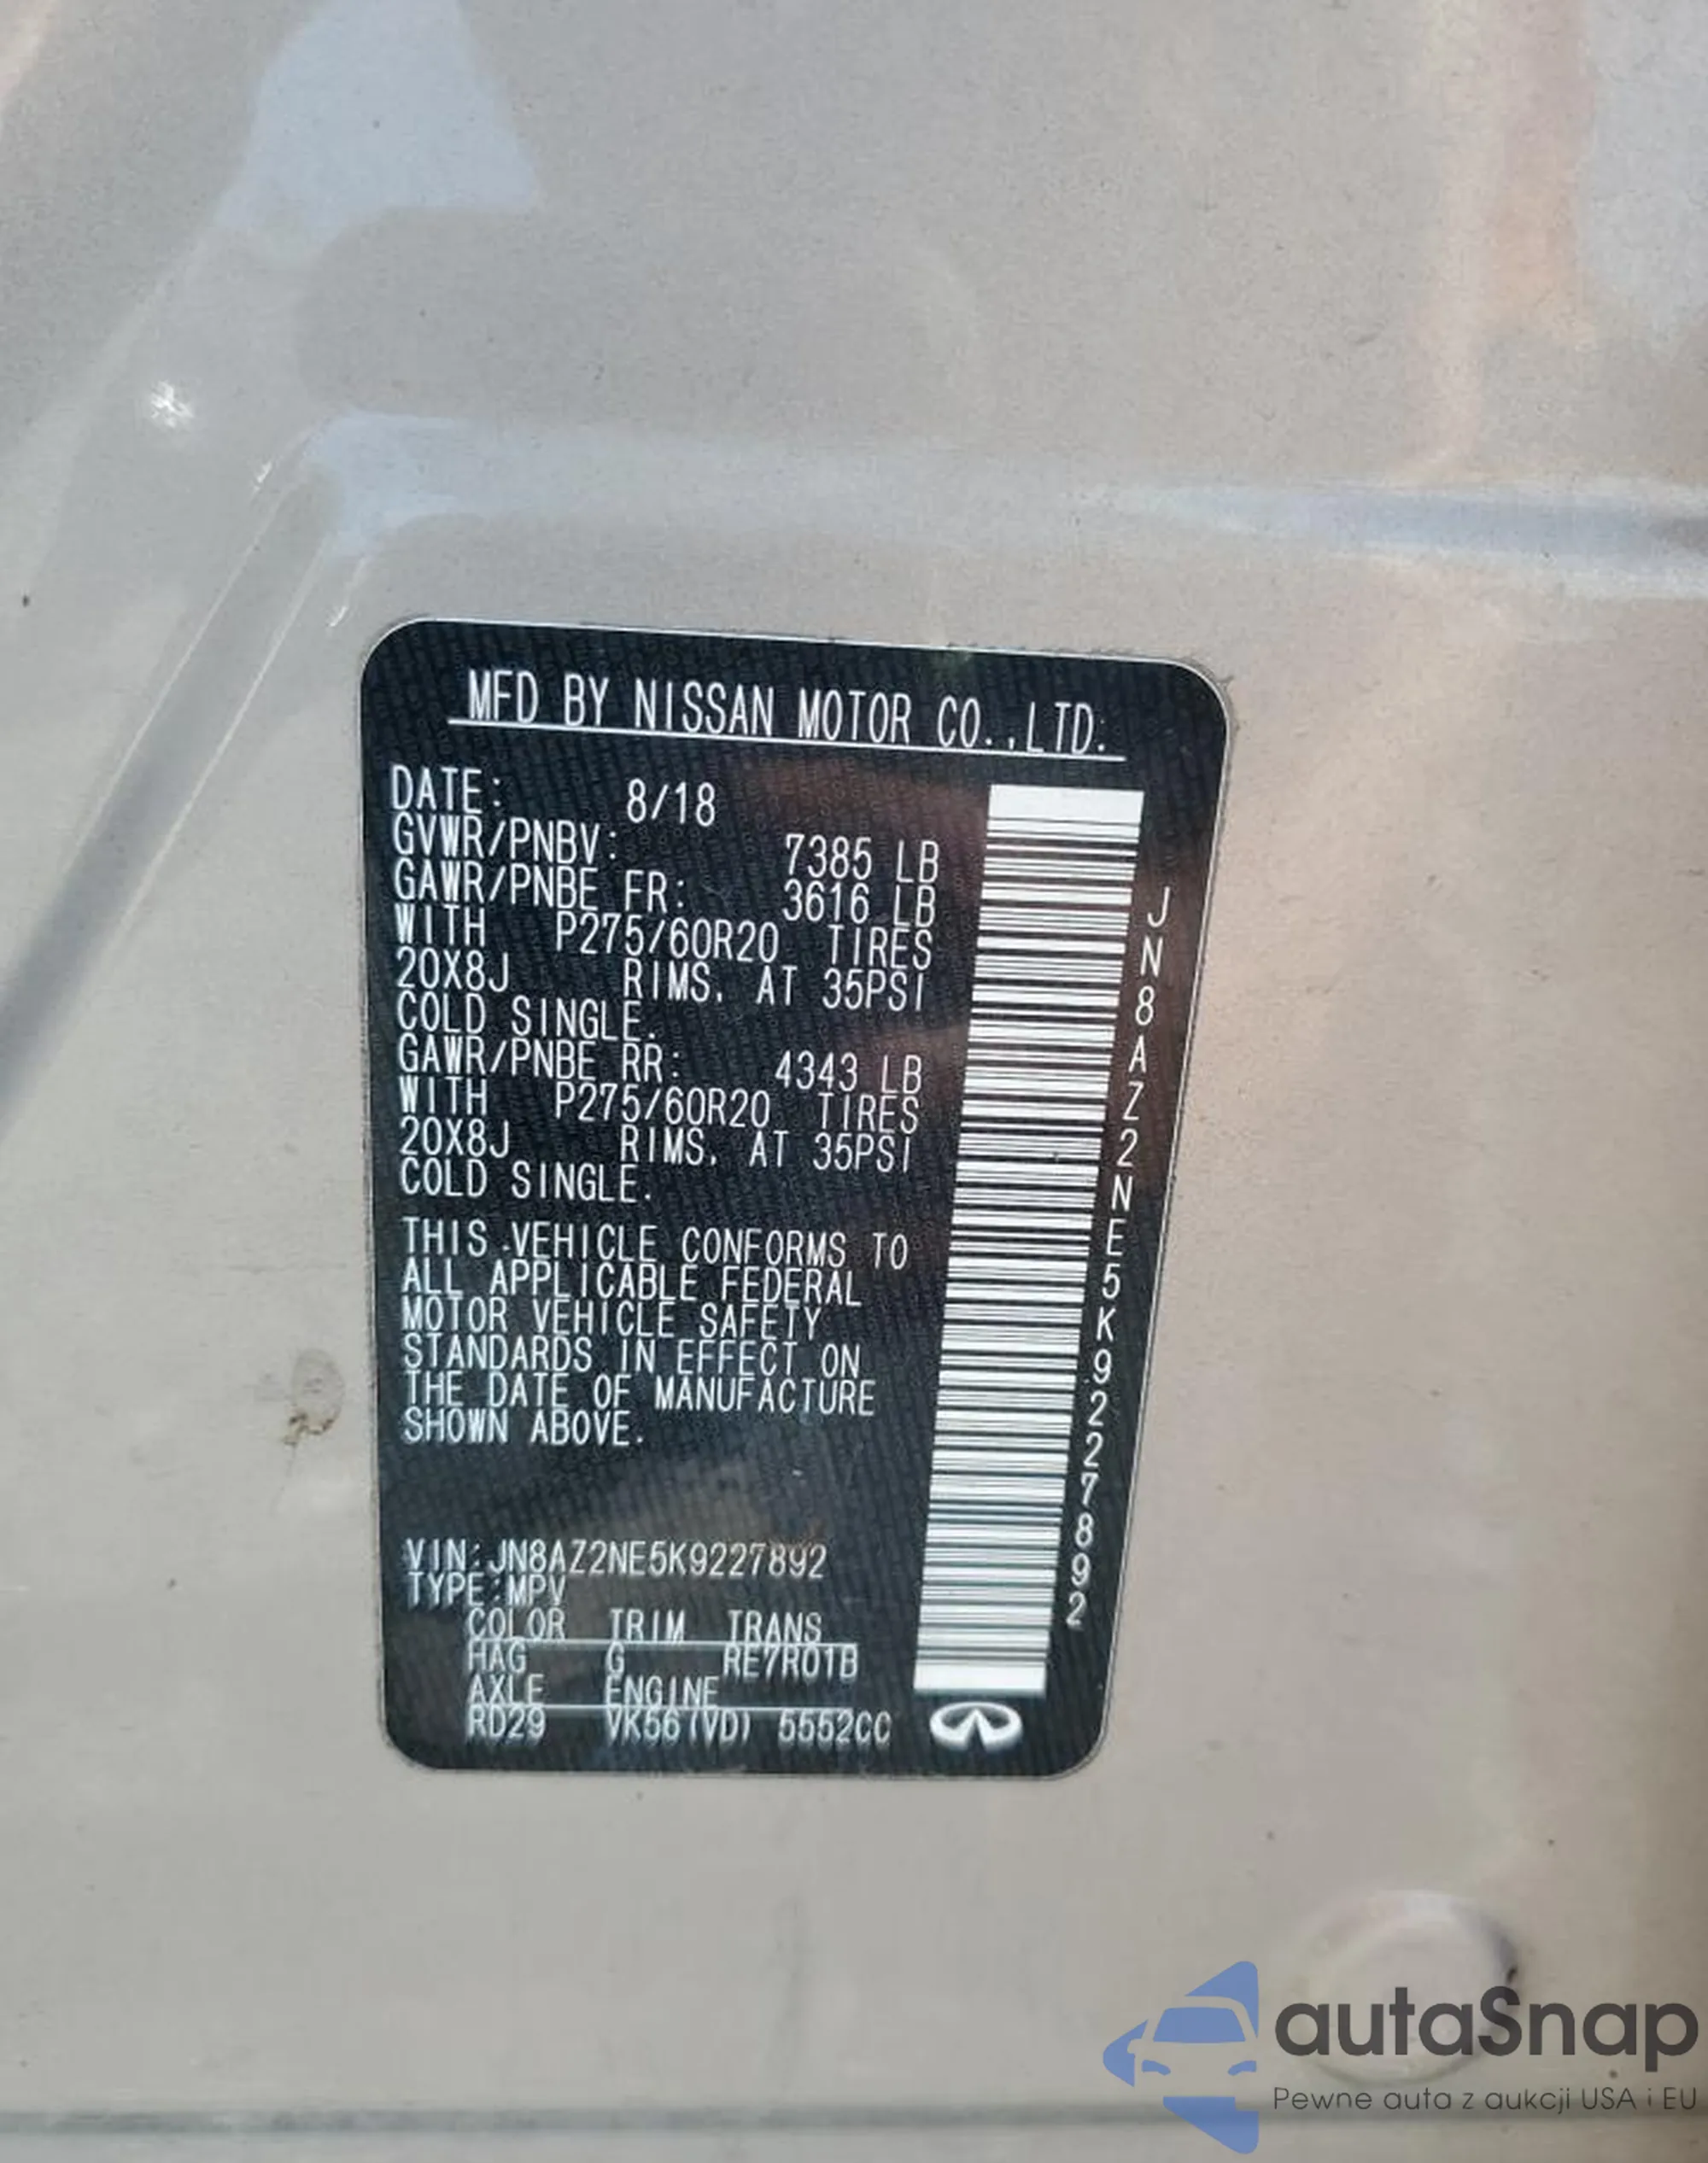 MFD BY NISSAN MOTOR CO.,LTD.
DATE: 8/18
GVWR/PNBV: 7385 LB
GAWR/PNBE FR: 3616 LB
WITH P275/60R20 TIRES
20X8J RIMS, AT 35PSI
COLD SINGLE.
GAWR/PNBE RR: 4343 LB
WITH P275/60R20 TIRES
20X8J RIMS, AT 35PSI
COLD SINGLE.
THIS VEHICLE CONFORMS TO
ALL APPLICABLE FEDERAL
MOTOR VEHICLE SAFETY
STANDARDS IN EFFECT ON
THE DATE OF MANUFACTURE
SHOWN ABOVE.
VIN:JN8AZ2NE5K9227892
TYPE:MPV
COLOR TRIM TRANS
HAG G RE7R01B
AXLE ENGINE
RD29 VK56(VD) 5552CC
JN8AZ2NE5K9227892
autaSnap
Pewne auta z aukcji USA i EU